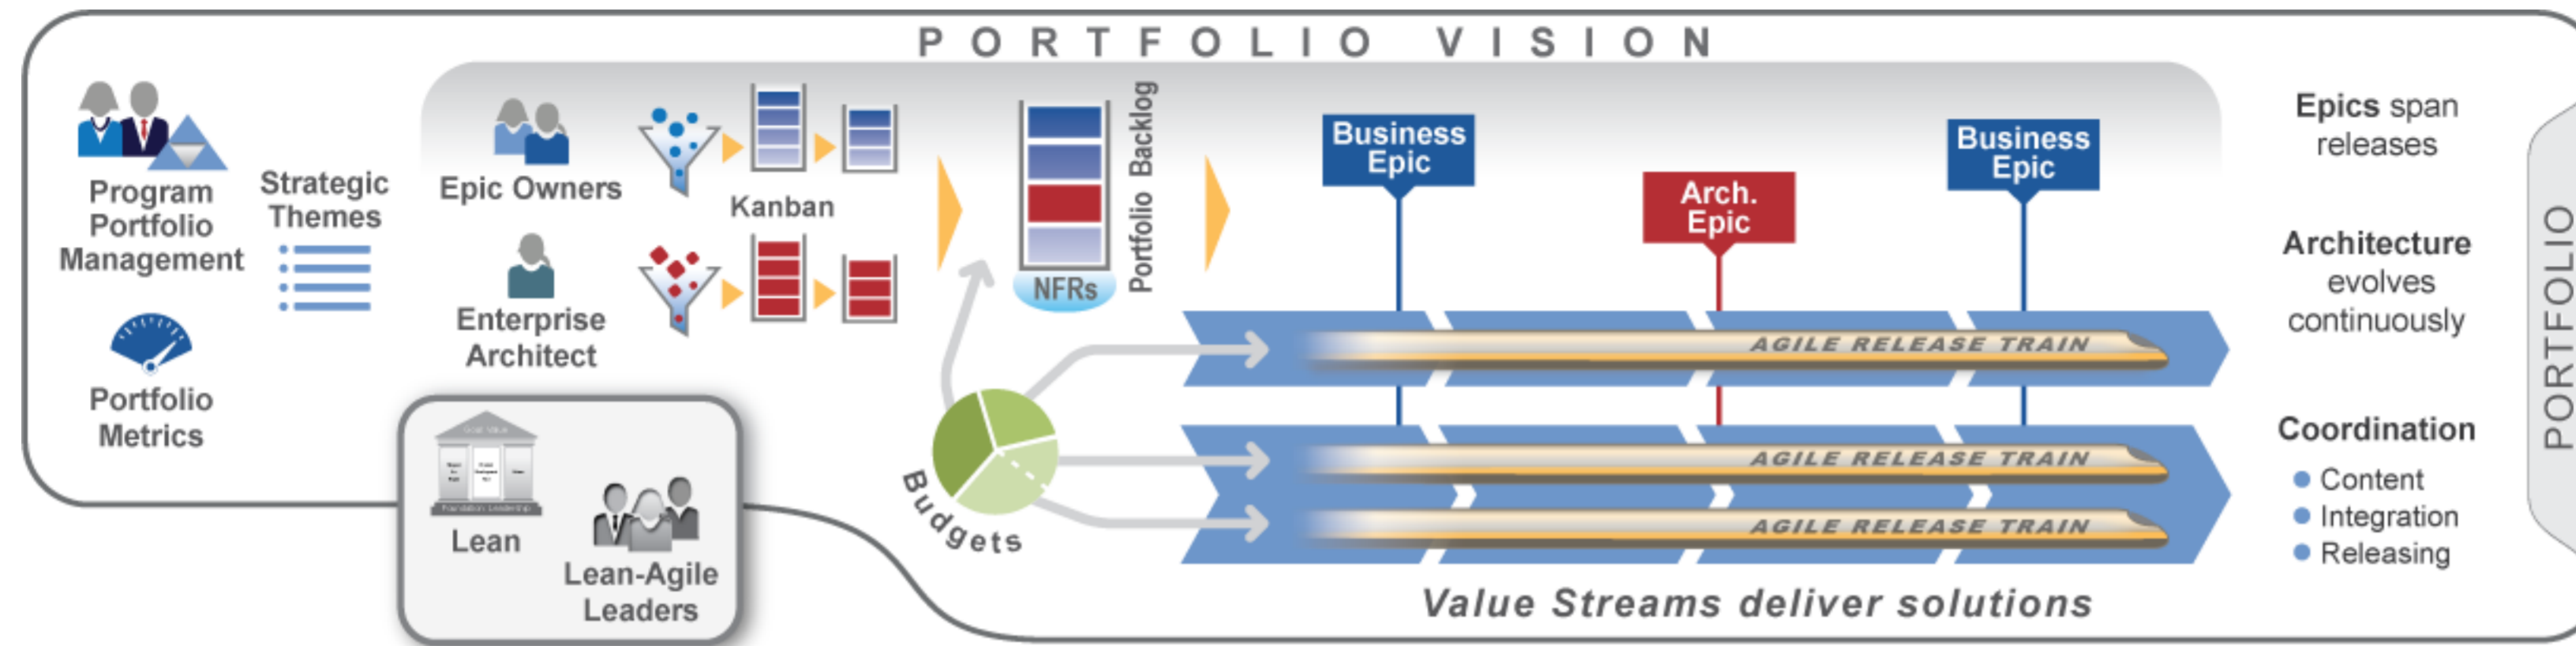 PORTFOLIO VISION
Program
Portfolio
Management
Strategic
Themes
Portfolio
Metrics
Epic Owners
Kanban
Enterprise
Architect
Lean
Foundation Leadership
Lean-Agile
Leaders
Portfolio Backlog
NFRs
Budgets
Business
Epic
Arch.
Epic
Business
Epic
AGILE RELEASE TRAIN
AGILE RELEASE TRAIN
AGILE RELEASE TRAIN
Value Streams deliver solutions
Epics span
releases
Architecture
evolves
continuously
Coordination
Content
Integration
Releasing
PORTFOLIO